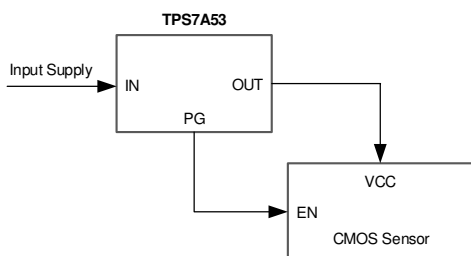 TPS7A53
Input Supply
IN
OUT
PG
VCC
EN
CMOS Sensor